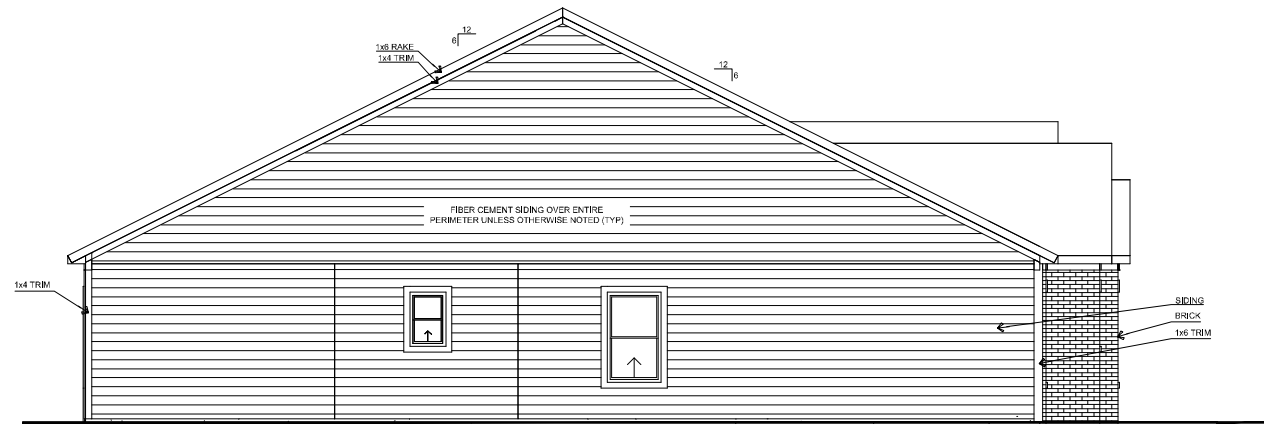 12
6
1x6 RAKE
1x4 TRIM
12
6
FIBER CEMENT SIDING OVER ENTIRE
PERIMETER UNLESS OTHERWISE NOTED (TYP)
1x4 TRIM
SIDING
BRICK
1x6 TRIM